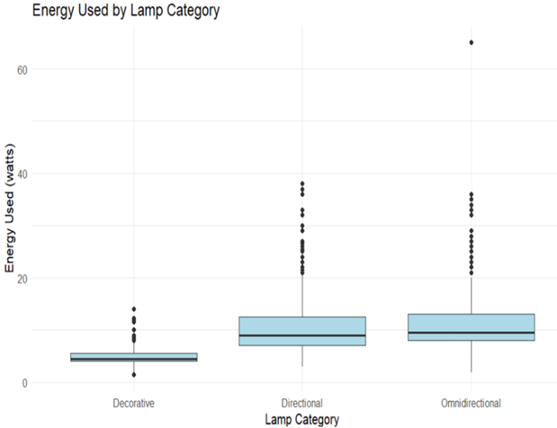 Energy Used by Lamp Category
Energy Used (watts)
60
40
20
0
Decorative Directional Omnidirectional
Lamp Category